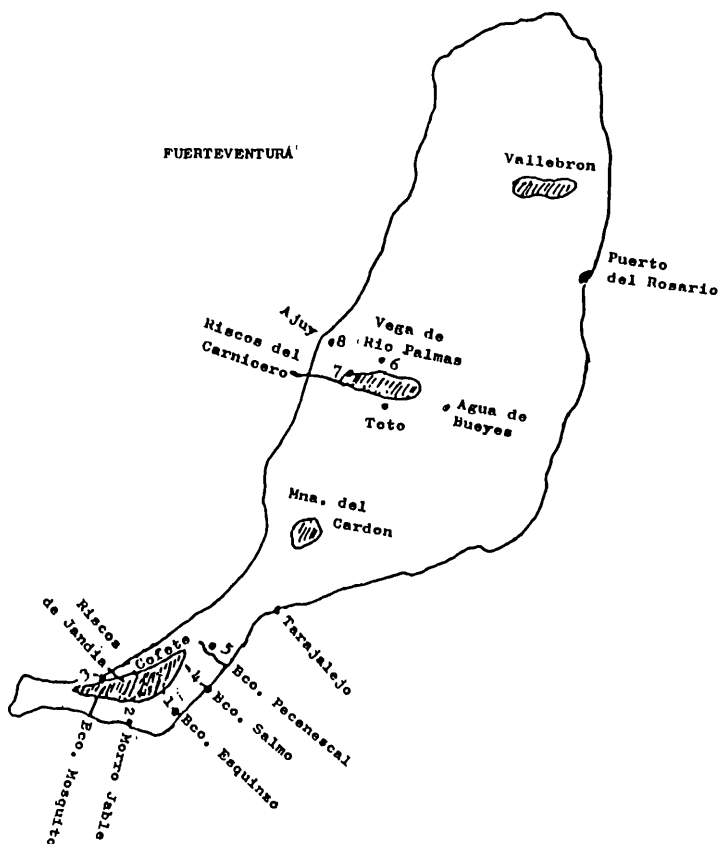 FUERTEVENTURA
Vallebron
Puerto
del Rosario
Ajuy
8
Vega de
Rio Palmas
6
Riscos del
Carnicero
7
Toto
Agua de
Bueyes
Mna. del
Cardon
Riscos
de Jandia
Cofete
3
5
4
1
2
Tarajalejo
Bco. Pecenescal
Bco. Salmo
Bco. Esquinzo
Morro Jable
Bco. Mosquito